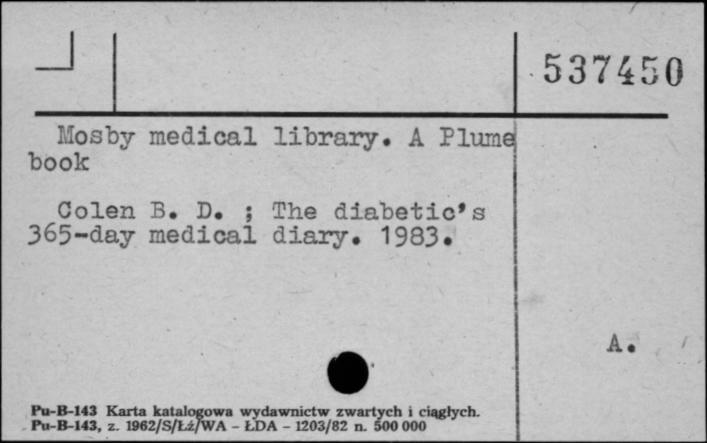 537450
Mosby medical library. A Plume
book
Colen B. D. ; The diabetic's
365-day medical diary. 1983.
A.
Pu-B-143 Karta katalogowa wydawnictw zwartych i ciągłych.
Pu-B-143, z. 1962/S/Łź/WA - ŁDA - 1203/82 n. 500 000